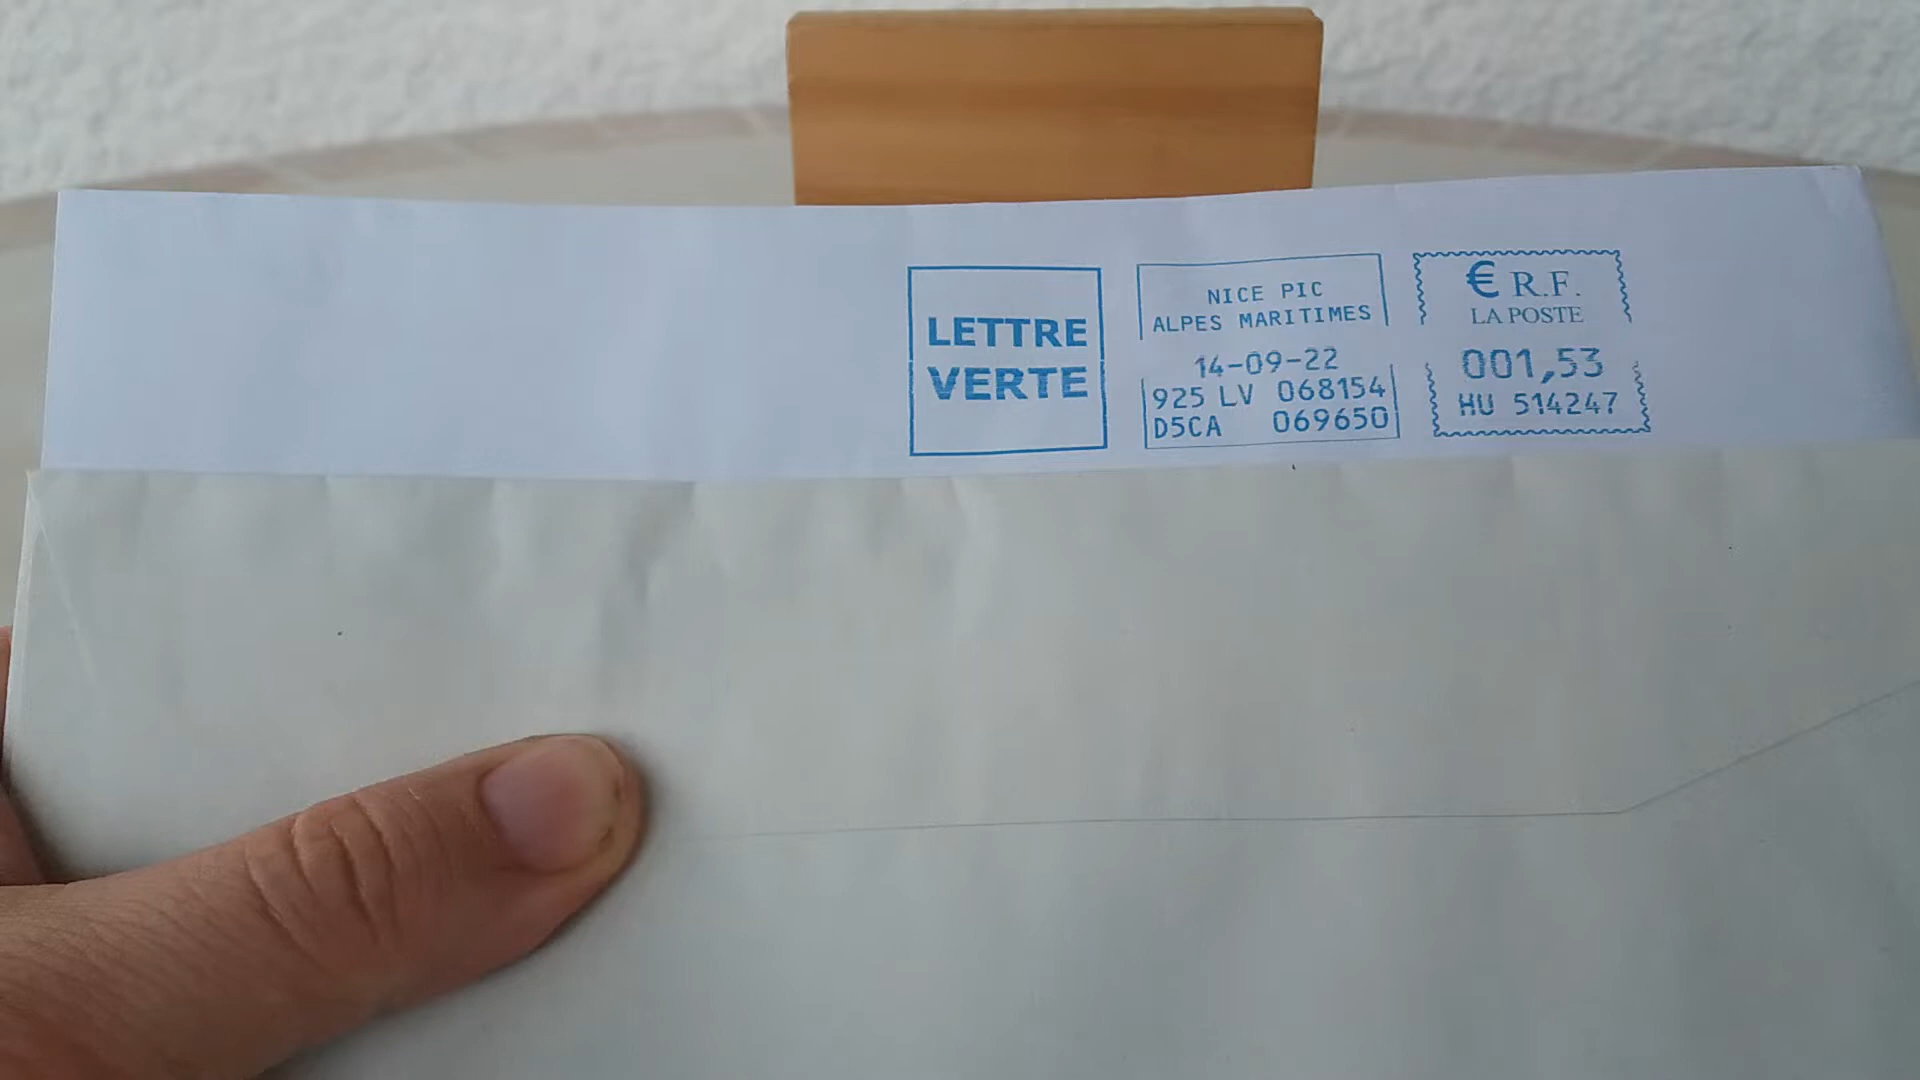 LETTRE
VERTE
NICE PIC
ALPES MARITIMES
14-09-22
925 LV 068154
D5CA 069650
€ R.F.
LA POSTE
001,53
HU 514247